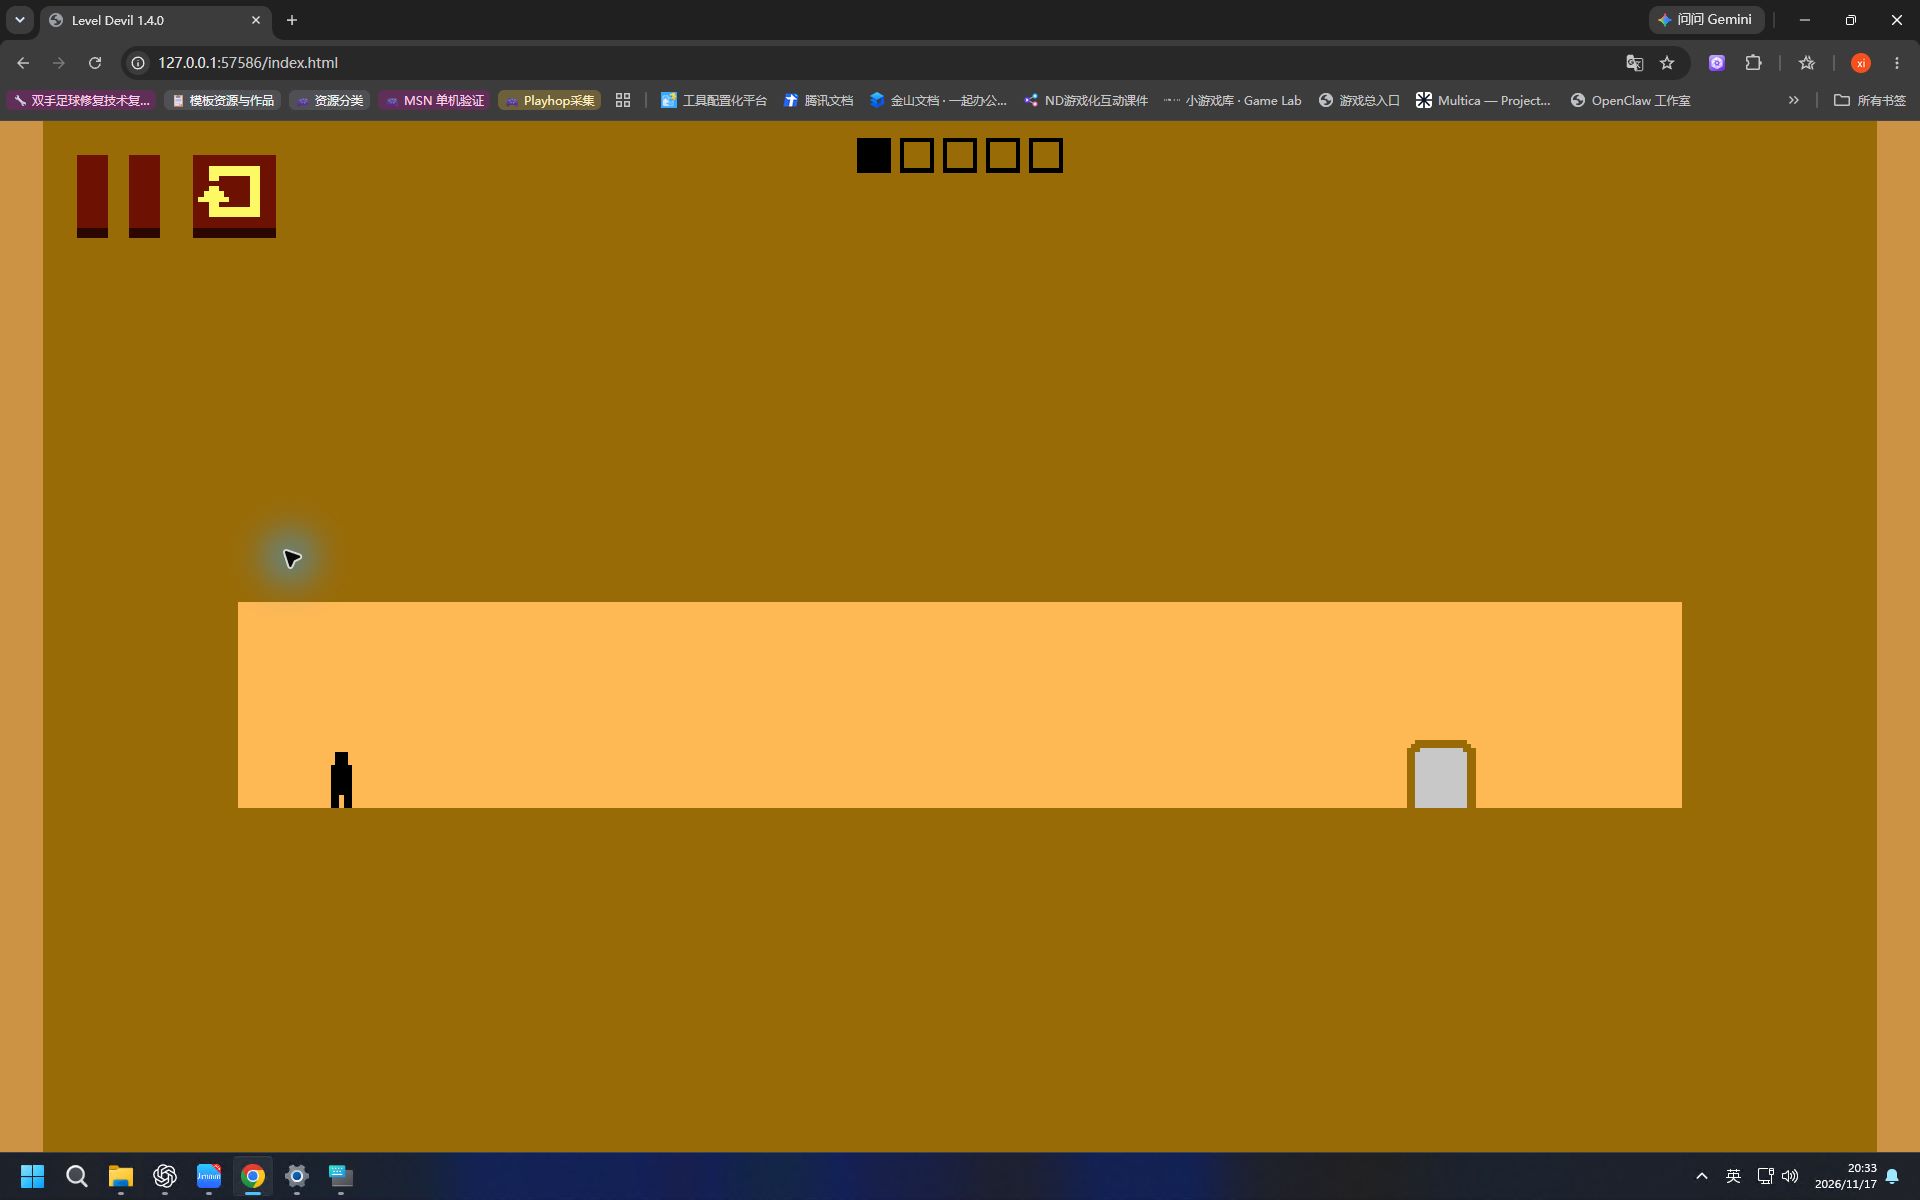 Level Devil 1.4.0
问问 Gemini
127.0.0.1:57586/index.html
xi
双手足球修复技术复...
模板资源与作品
资源分类
MSN 单机验证
Playhop采集
工具配置化平台
腾讯文档
金山文档 · 一起办公...
ND游戏化互动课件
小游戏库 · Game Lab
游戏总入口
Multica — Project...
OpenClaw 工作室
所有书签
英
20:33
2026/11/17